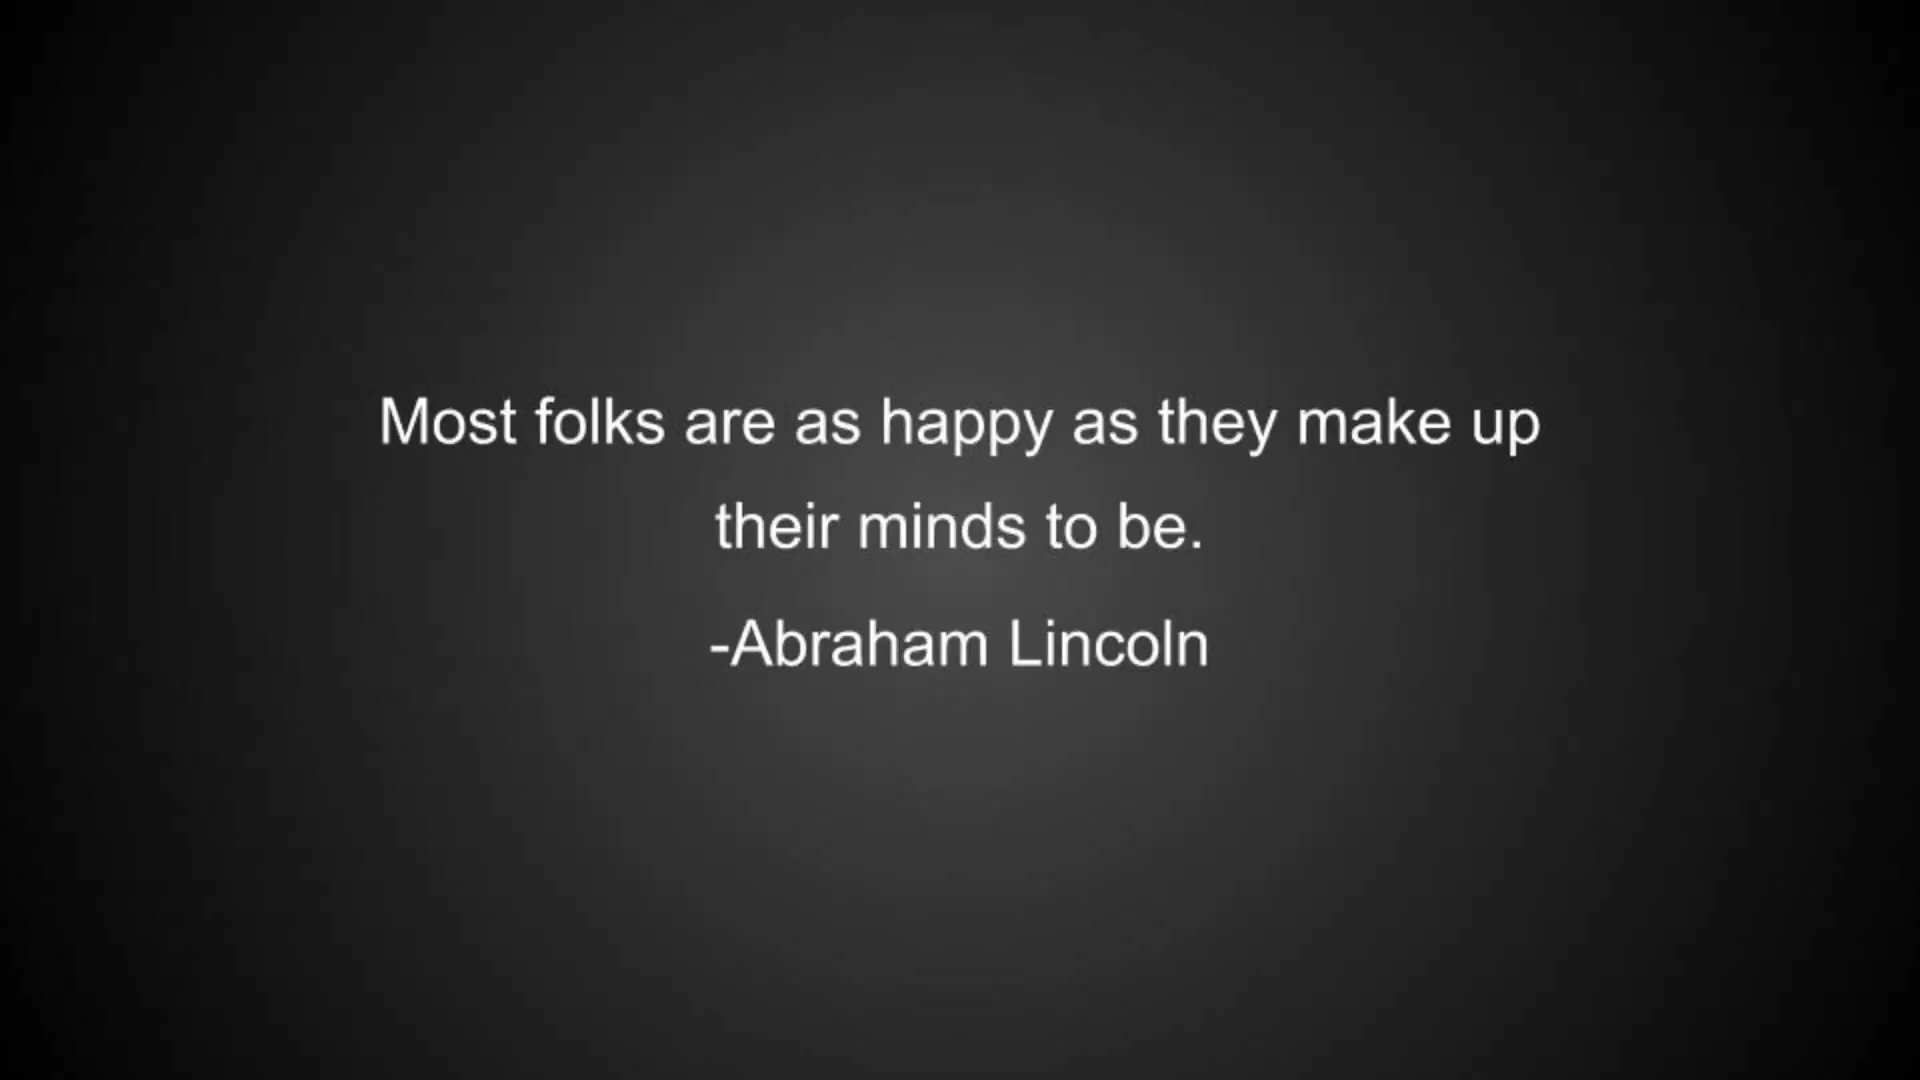 Most folks are as happy as they make up
their minds to be.
-Abraham Lincoln